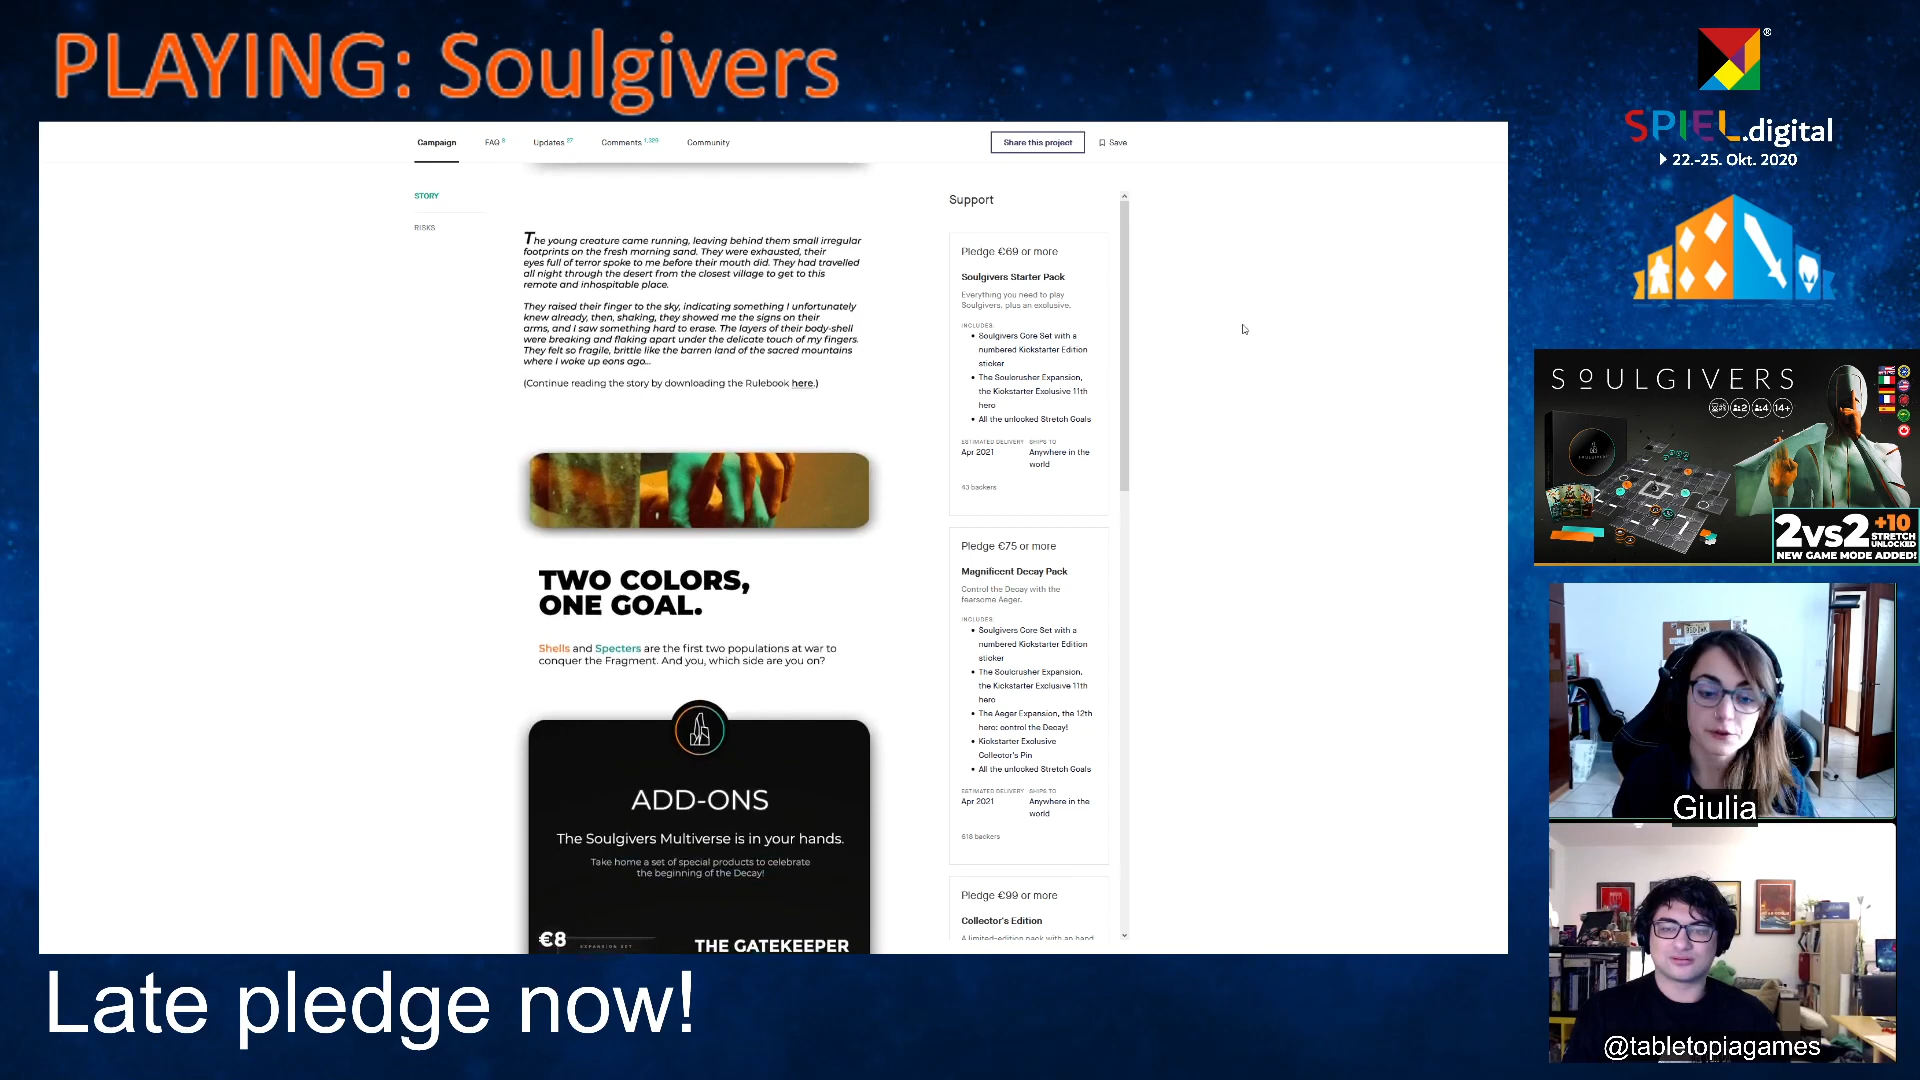 PLAYING: Soulgivers
Campaign
FAQ 8
Updates 27
Comments 1,389
Community
Share this project
Save
STORY
RISKS
The young creature came running, leaving behind them small irregular
footprints on the fresh morning sand. They were exhausted, their
eyes full of terror spoke to me before their mouth did. They had travelled
all night through the desert from the closest village to get to this
remote and inhospitable place.
They raised their finger to the sky, indicating something I unfortunately
knew already, then, shaking, they showed me the signs on their
arms, and I saw something hard to erase. The layers of their body-shell
were breaking and flaking apart under the delicate touch of my fingers.
They felt so fragile, brittle like the barren land of the sacred mountains
where I woke up eons ago...
(Continue reading the story by downloading the Rulebook here.)
TWO COLORS,
ONE GOAL.
Shells and Specters are the first two populations at war to
conquer the Fragment. And you, which side are you on?
ADD-ONS
The Soulgivers Multiverse is in your hands.
Take home a set of special products to celebrate
the beginning of the Decay!
€8
EXPANSION SET
THE GATEKEEPER
Support
Pledge €69 or more
Soulgivers Starter Pack
Everything you need to play
Soulgivers, plus an exclusive.
INCLUDES:
• Soulgivers Core Set with a
numbered Kickstarter Edition
sticker
• The Soulcrusher Expansion,
the Kickstarter Exclusive 11th
hero
• All the unlooked Stretch Goals
ESTIMATED DELIVERY SHIPS TO
Apr 2021 Anywhere in the
world
43 backers
Pledge €75 or more
Magnificent Decay Pack
Control the Decay with the
fearsome Aeger.
INCLUDES:
• Soulgivers Core Set with a
numbered Kickstarter Edition
sticker
• The Soulcrusher Expansion,
the Kickstarter Exclusive 11th
hero
• The Aeger Expansion, the 12th
hero: control the Decay!
• Kickstarter Exclusive
Collector's Pin
• All the unlooked Stretch Goals
ESTIMATED DELIVERY SHIPS TO
Apr 2021 Anywhere in the
world
618 backers
Pledge €99 or more
Collector's Edition
A limited-edition pack with an hand
SPIEL.digital
22.-25. Okt. 2020
SOULGIVERS
2 4 14+
2vs2 +10
STRETCH
UNLOCKED
NEW GAME MODE ADDED!
Giulia
@tabletopiagames
Late pledge now!